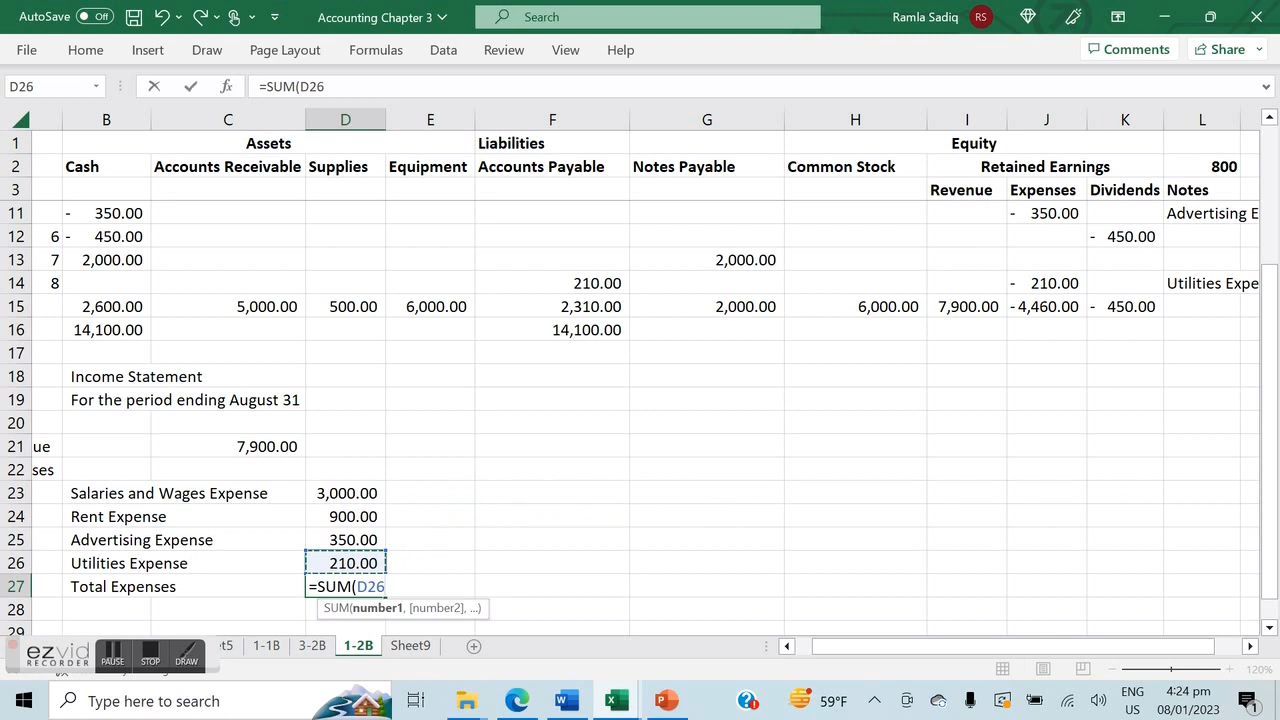 AutoSave Off Accounting Chapter 3 Search Ramla Sadiq RS
File Home Insert Draw Page Layout Formulas Data Review View Help Comments Share
D26 fx =SUM(D26
B C D E F G H I J K L
1 Assets Liabilities Equity
2 Cash Accounts Receivable Supplies Equipment Accounts Payable Notes Payable Common Stock Retained Earnings 800
3 Revenue Expenses Dividends Notes
11 - 350.00 - 350.00 Advertising E
12 6 - 450.00 - 450.00
13 7 2,000.00 2,000.00
14 8 210.00 - 210.00 Utilities Expe
15 2,600.00 5,000.00 500.00 6,000.00 2,310.00 2,000.00 6,000.00 7,900.00 - 4,460.00 - 450.00
16 14,100.00 14,100.00
17
18 Income Statement
19 For the period ending August 31
20
21 ue 7,900.00
22 ses
23 Salaries and Wages Expense 3,000.00
24 Rent Expense 900.00
25 Advertising Expense 350.00
26 Utilities Expense 210.00
27 Total Expenses =SUM(D26
28 SUM(number1, [number2], ...)
29
ezvid RECORDER PAUSE STOP DRAW t5 1-1B 3-2B 1-2B Sheet9
120%
Type here to search 59°F ENG US 4:24 pm 08/01/2023 1